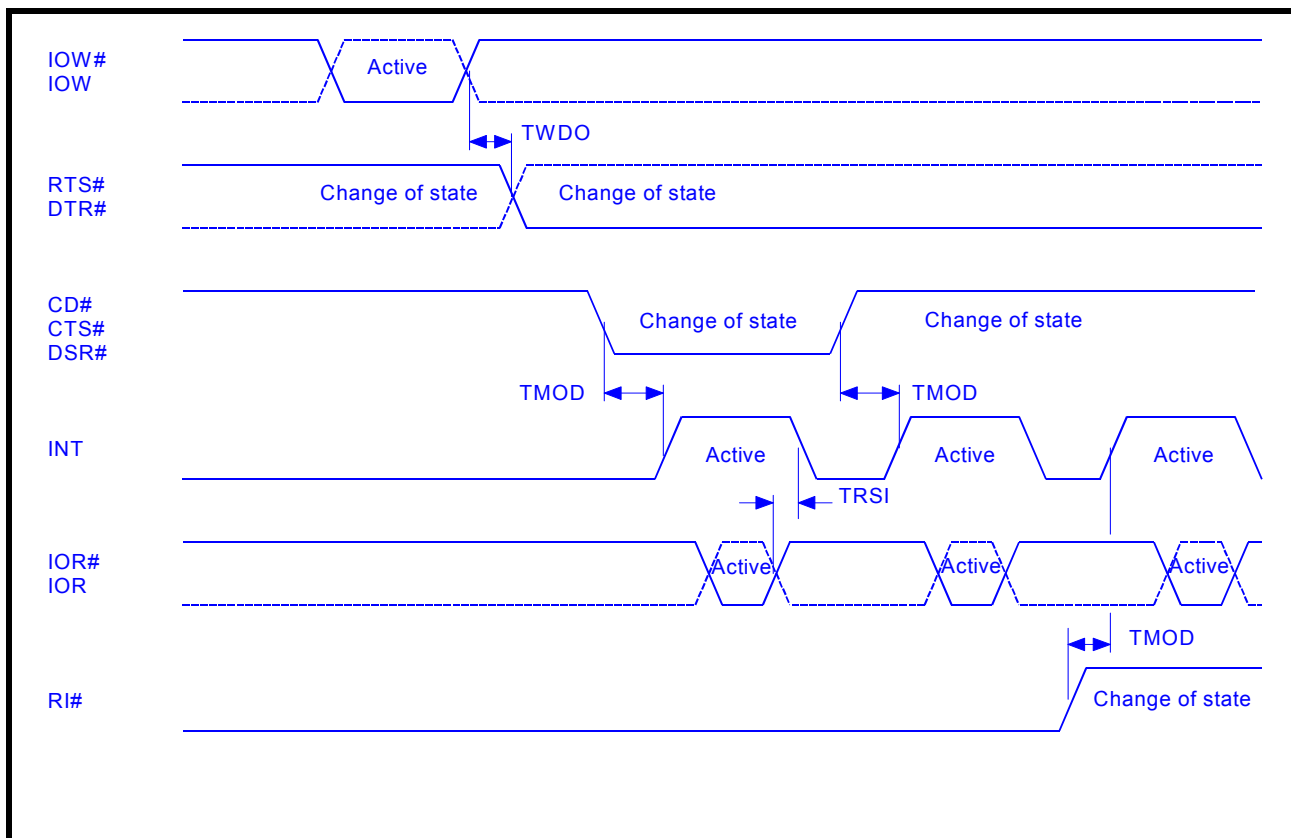 IOW#
IOW
Active
TWDO
RTS#
DTR#
Change of state
Change of state
CD#
CTS#
DSR#
Change of state
Change of state
TMOD
TMOD
INT
Active
Active
Active
TRSI
IOR#
IOR
Active
Active
Active
TMOD
RI#
Change of state